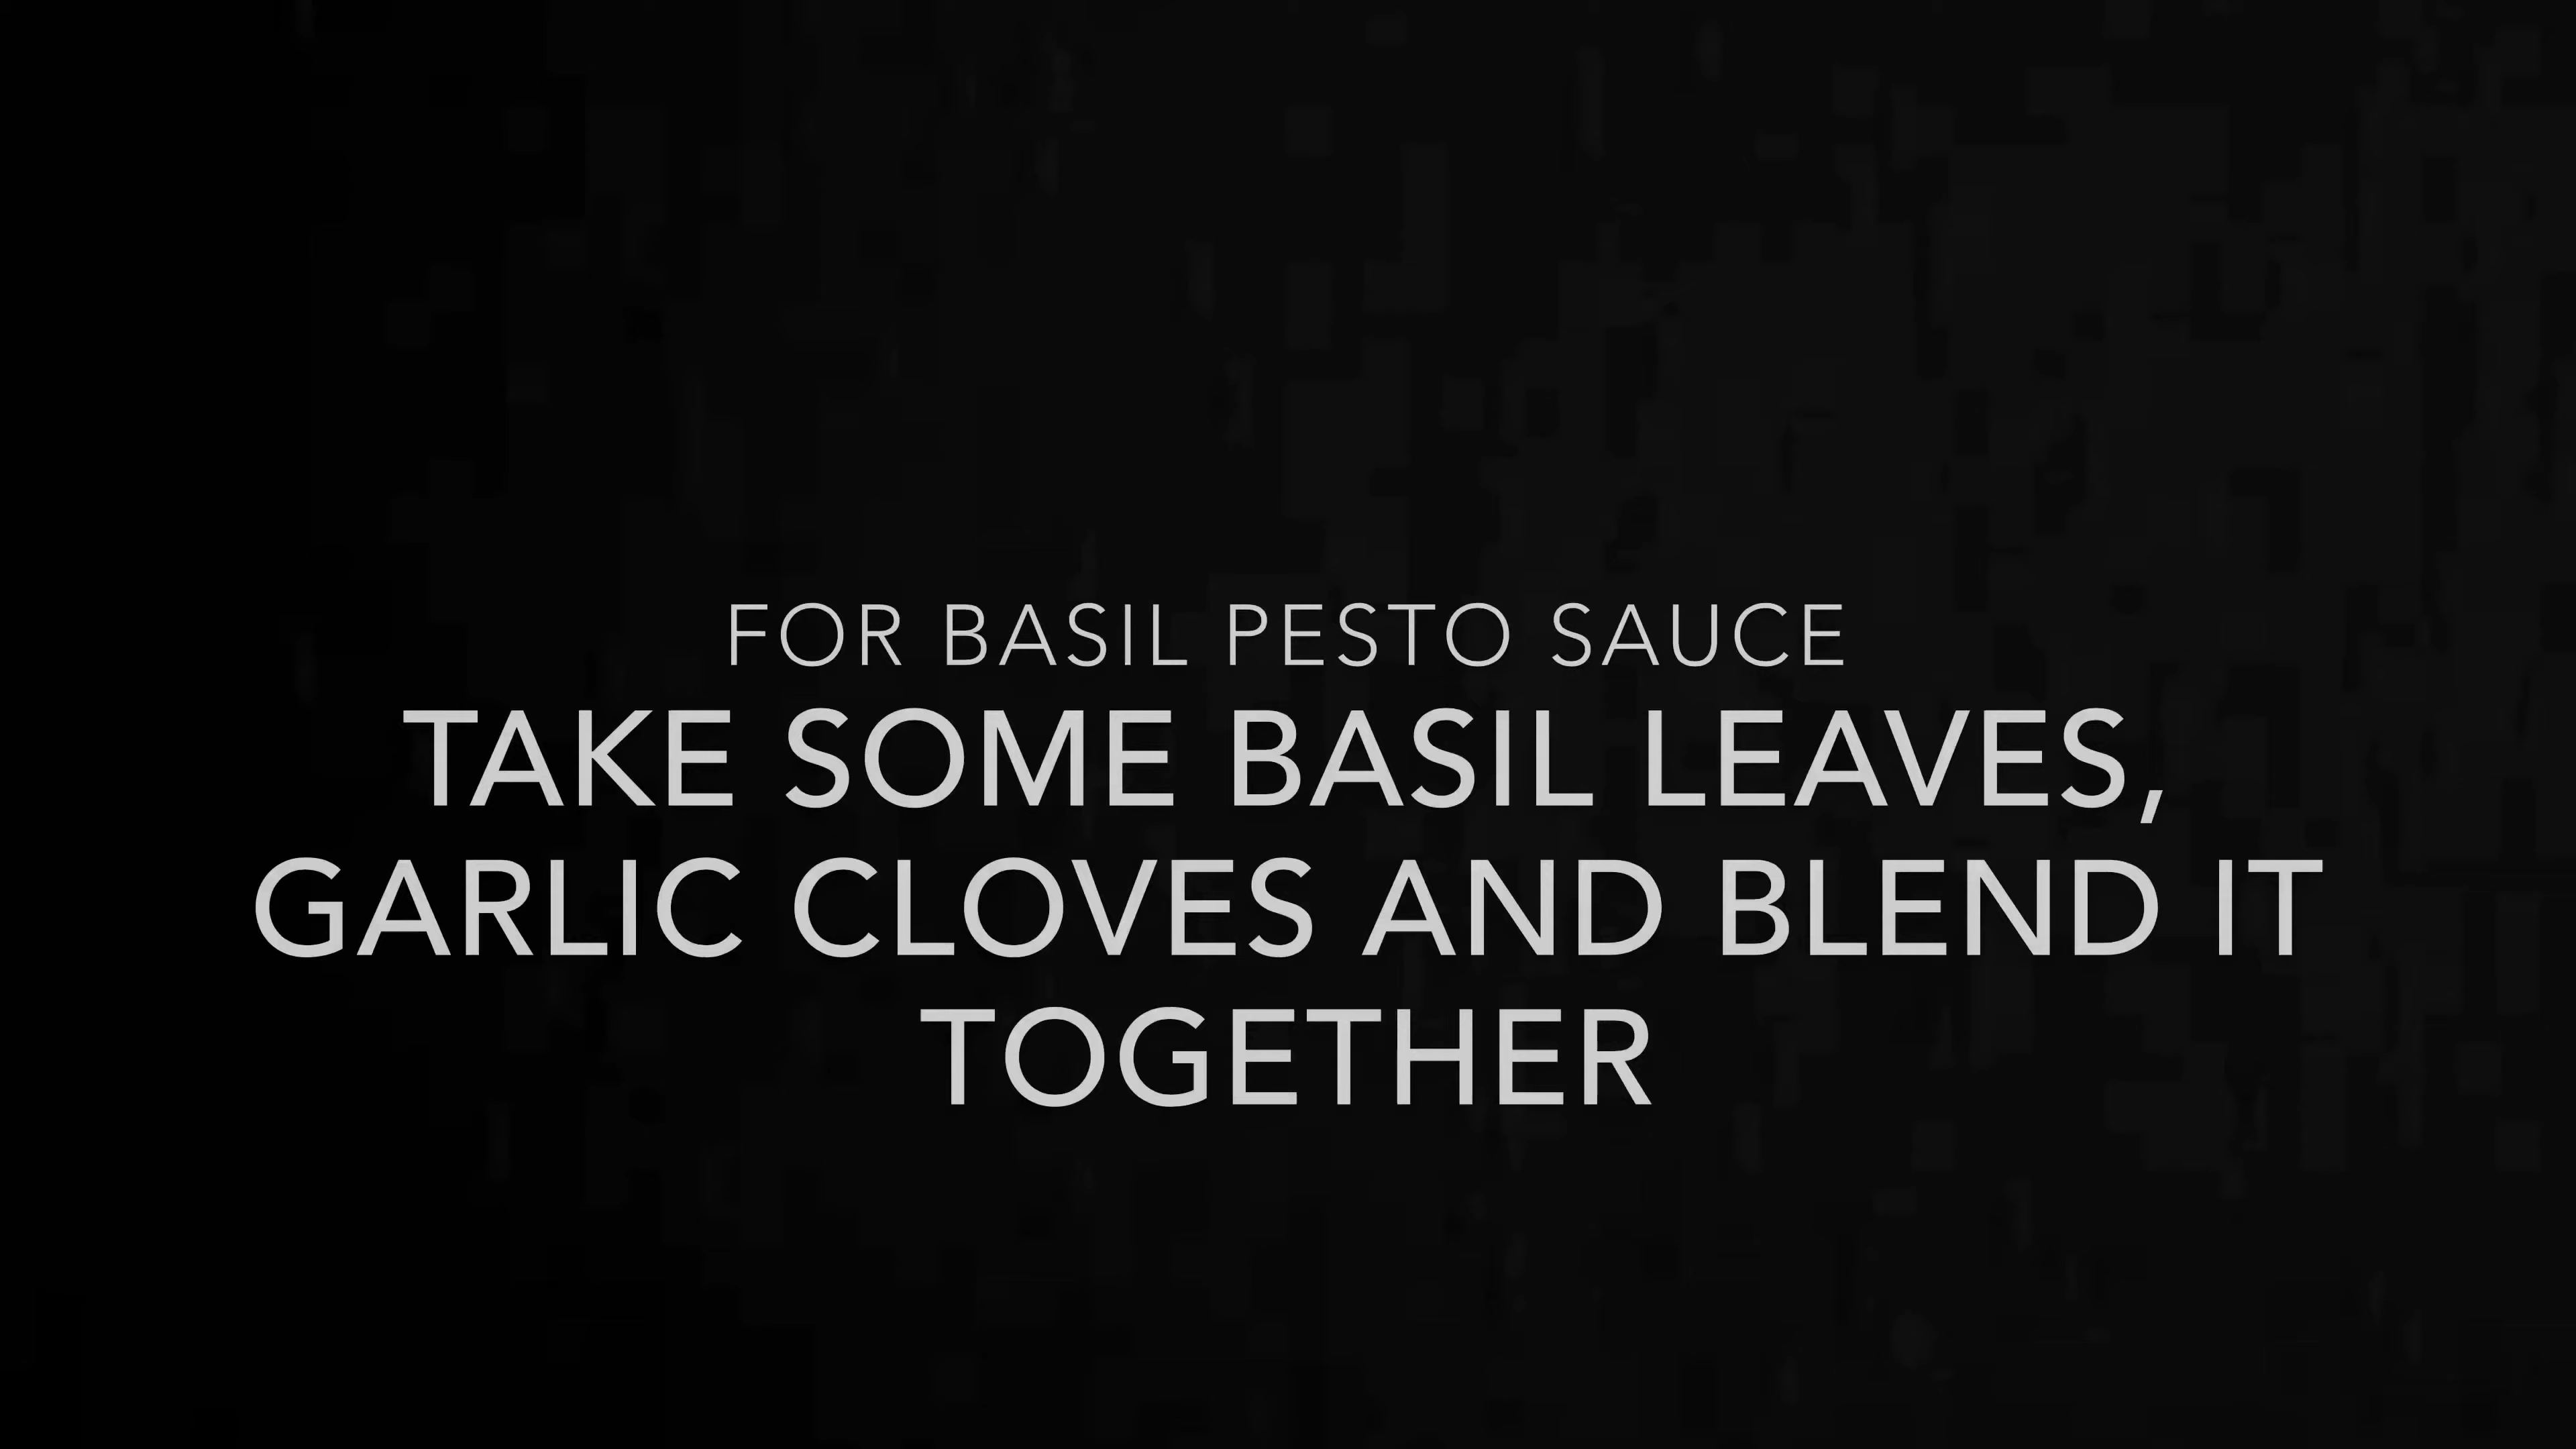 FOR BASIL PESTO SAUCE
TAKE SOME BASIL LEAVES,
GARLIC CLOVES AND BLEND IT
TOGETHER